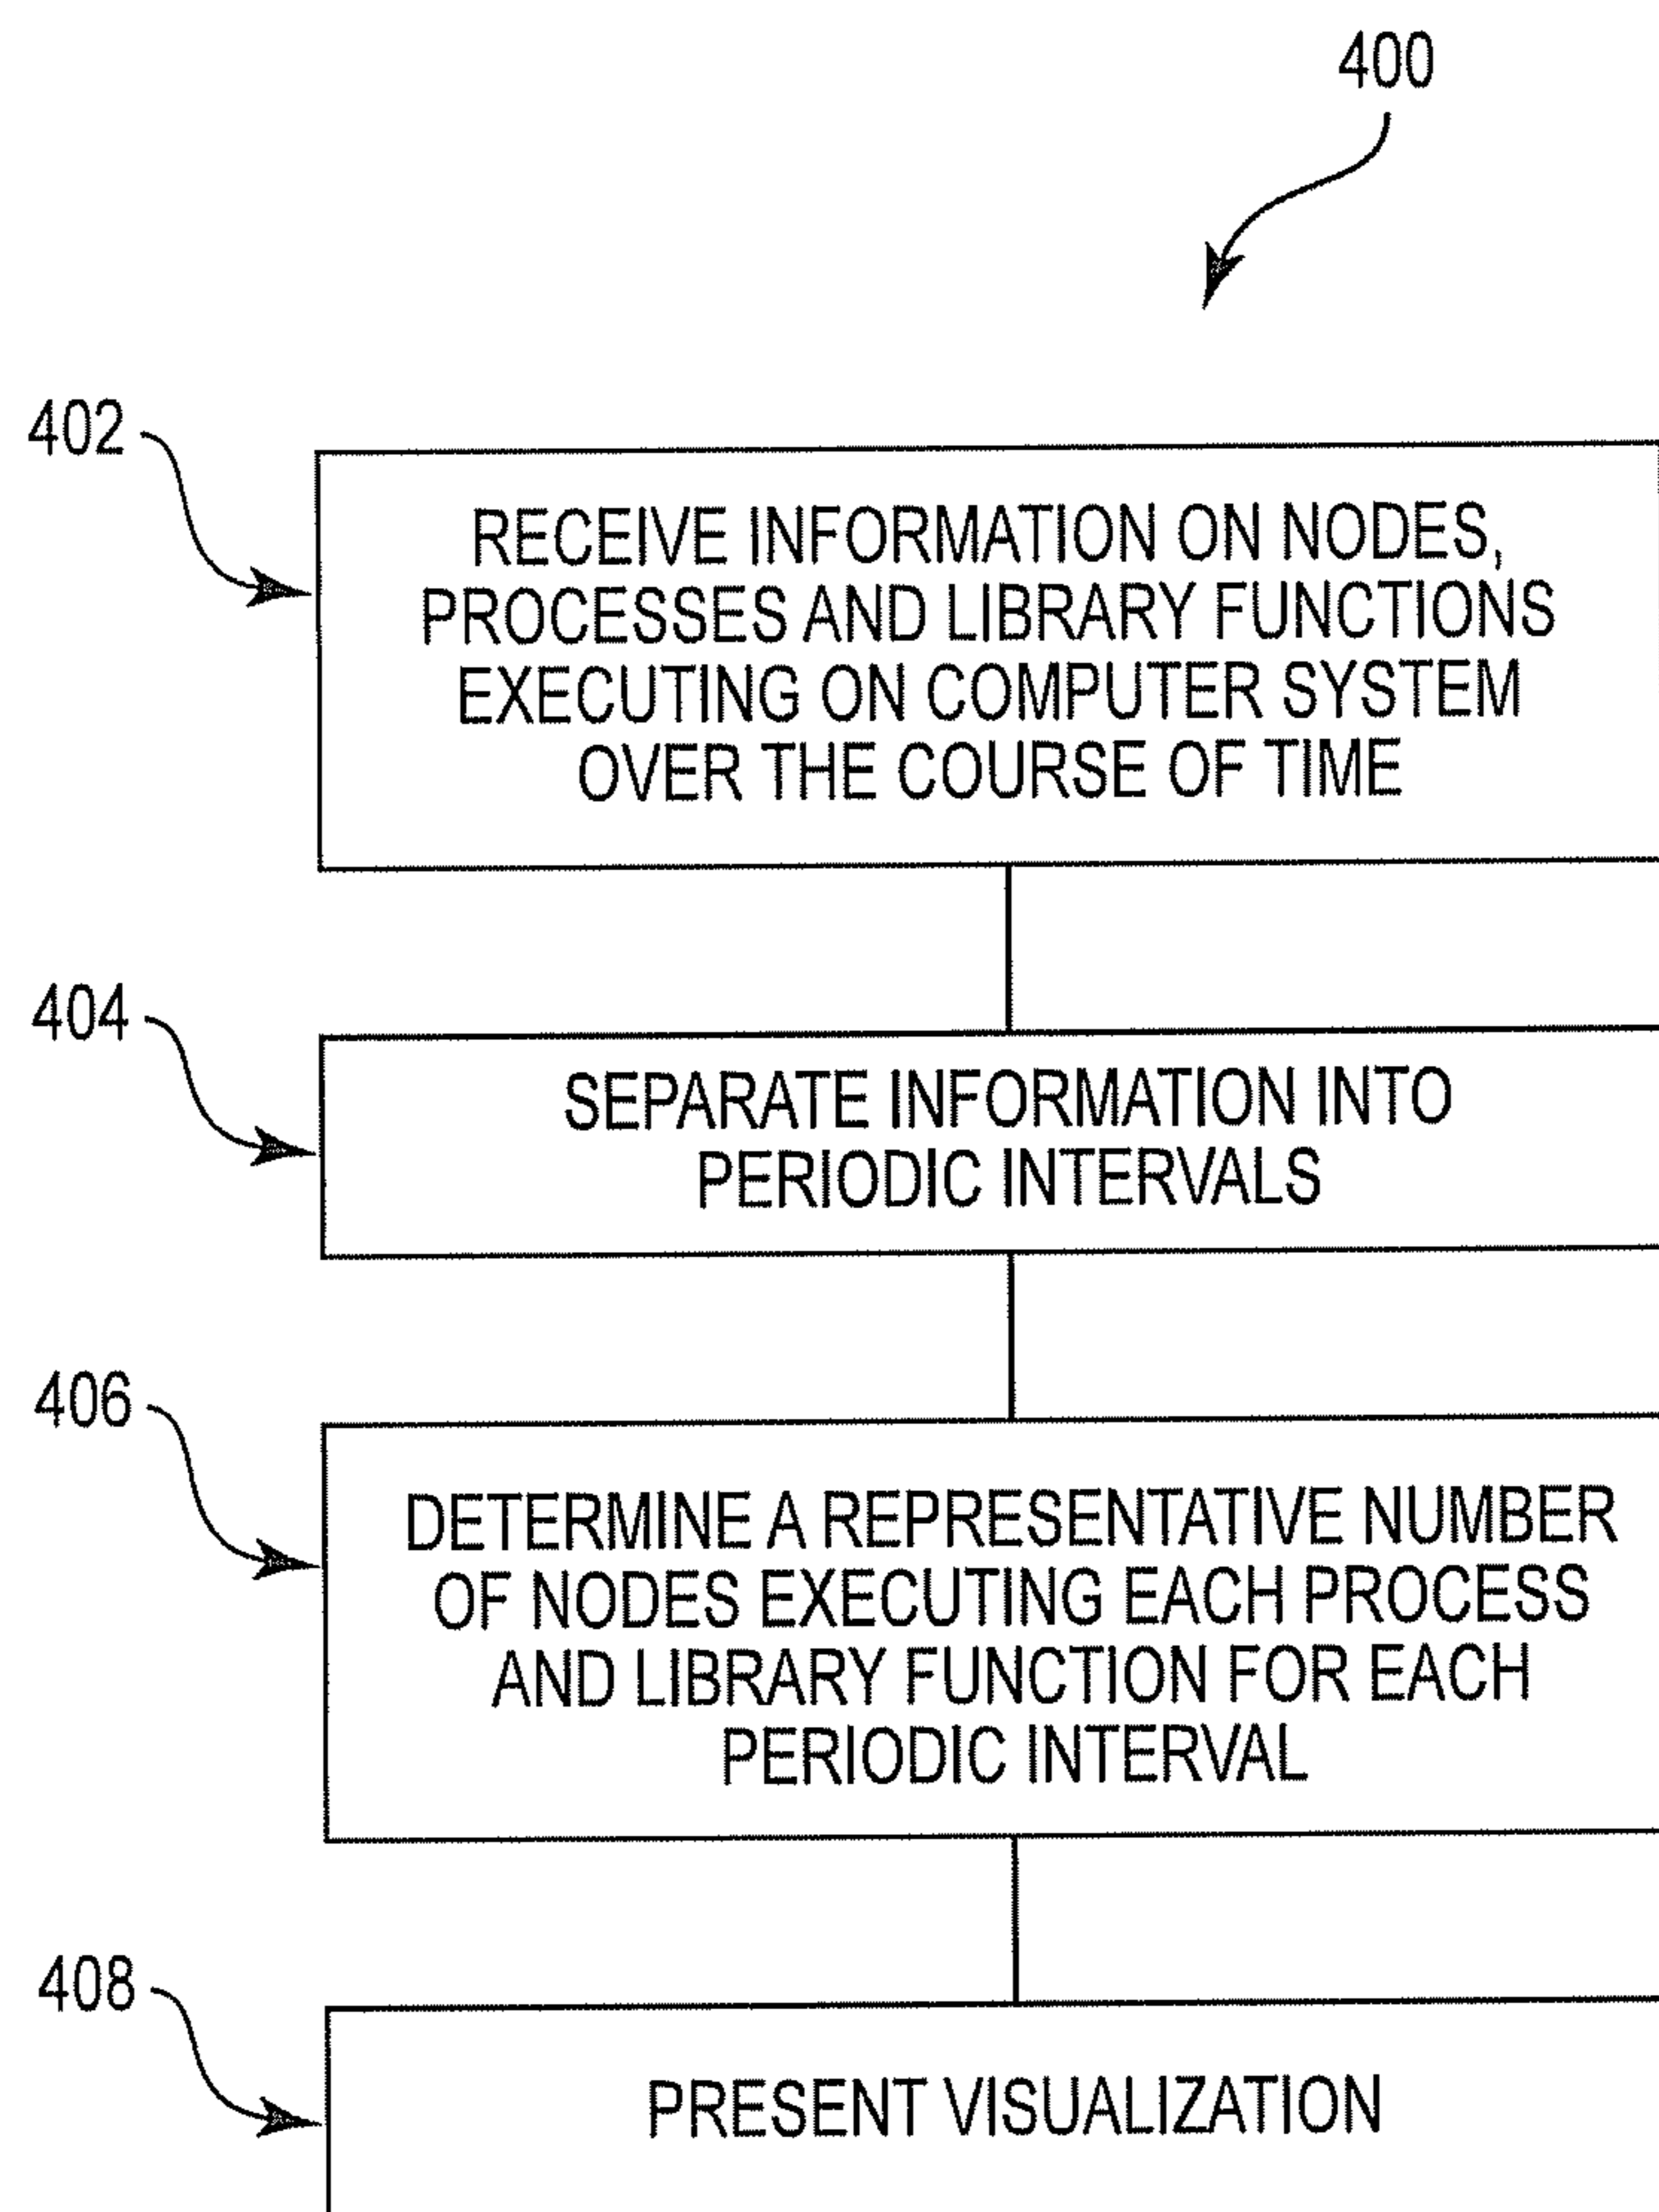 400
402
RECEIVE INFORMATION ON NODES,
PROCESSES AND LIBRARY FUNCTIONS
EXECUTING ON COMPUTER SYSTEM
OVER THE COURSE OF TIME
404
SEPARATE INFORMATION INTO
PERIODIC INTERVALS
406
DETERMINE A REPRESENTATIVE NUMBER
OF NODES EXECUTING EACH PROCESS
AND LIBRARY FUNCTION FOR EACH
PERIODIC INTERVAL
408
PRESENT VISUALIZATION